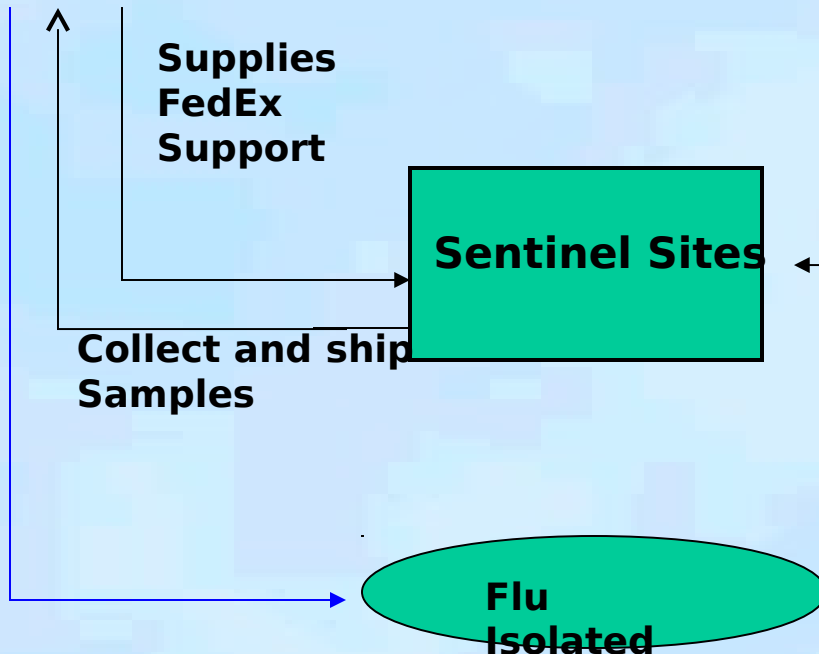 Supplies
FedEx
Support
Sentinel Sites
Collect and ship
Samples
Flu
Isolated